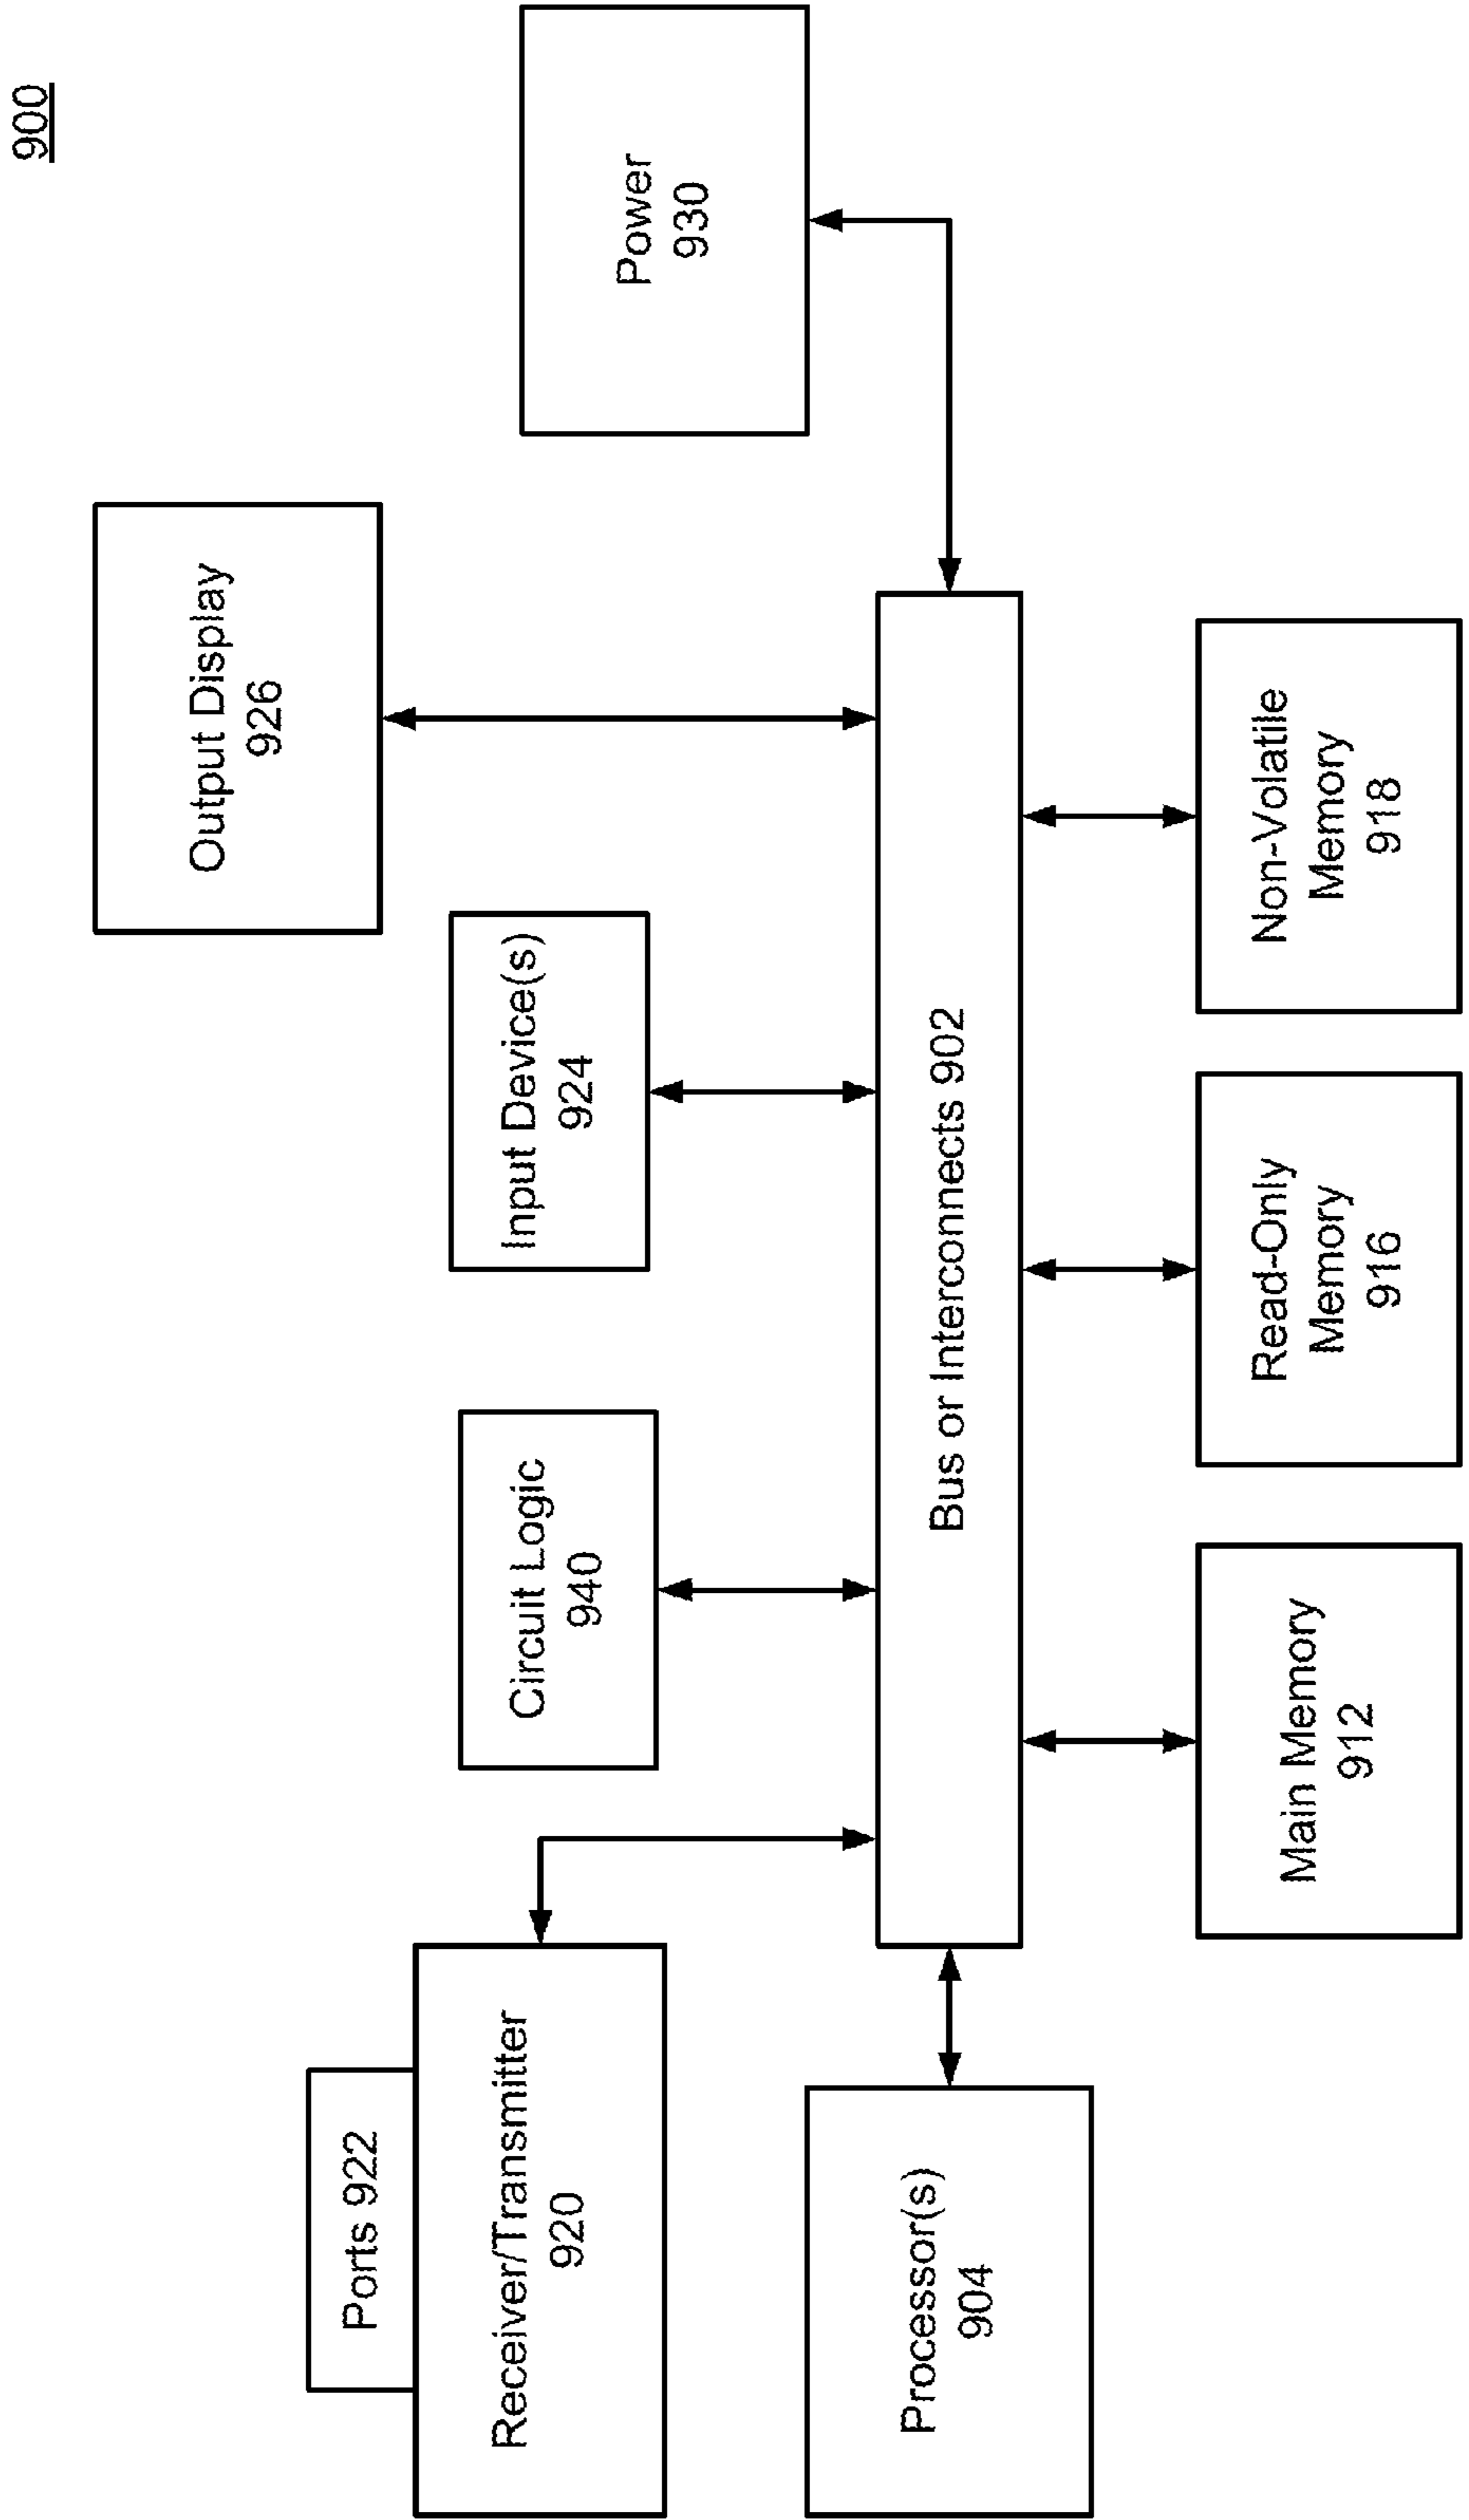 900
Ports 922
Receiver/Transmitter
920
Circuit Logic
940
Input Device(s)
924
Output Display
926
Power
930
Processor(s)
904
Bus or Interconnects 902
Main Memory
912
Read-Only
Memory
916
Non-Volatile
Memory
918